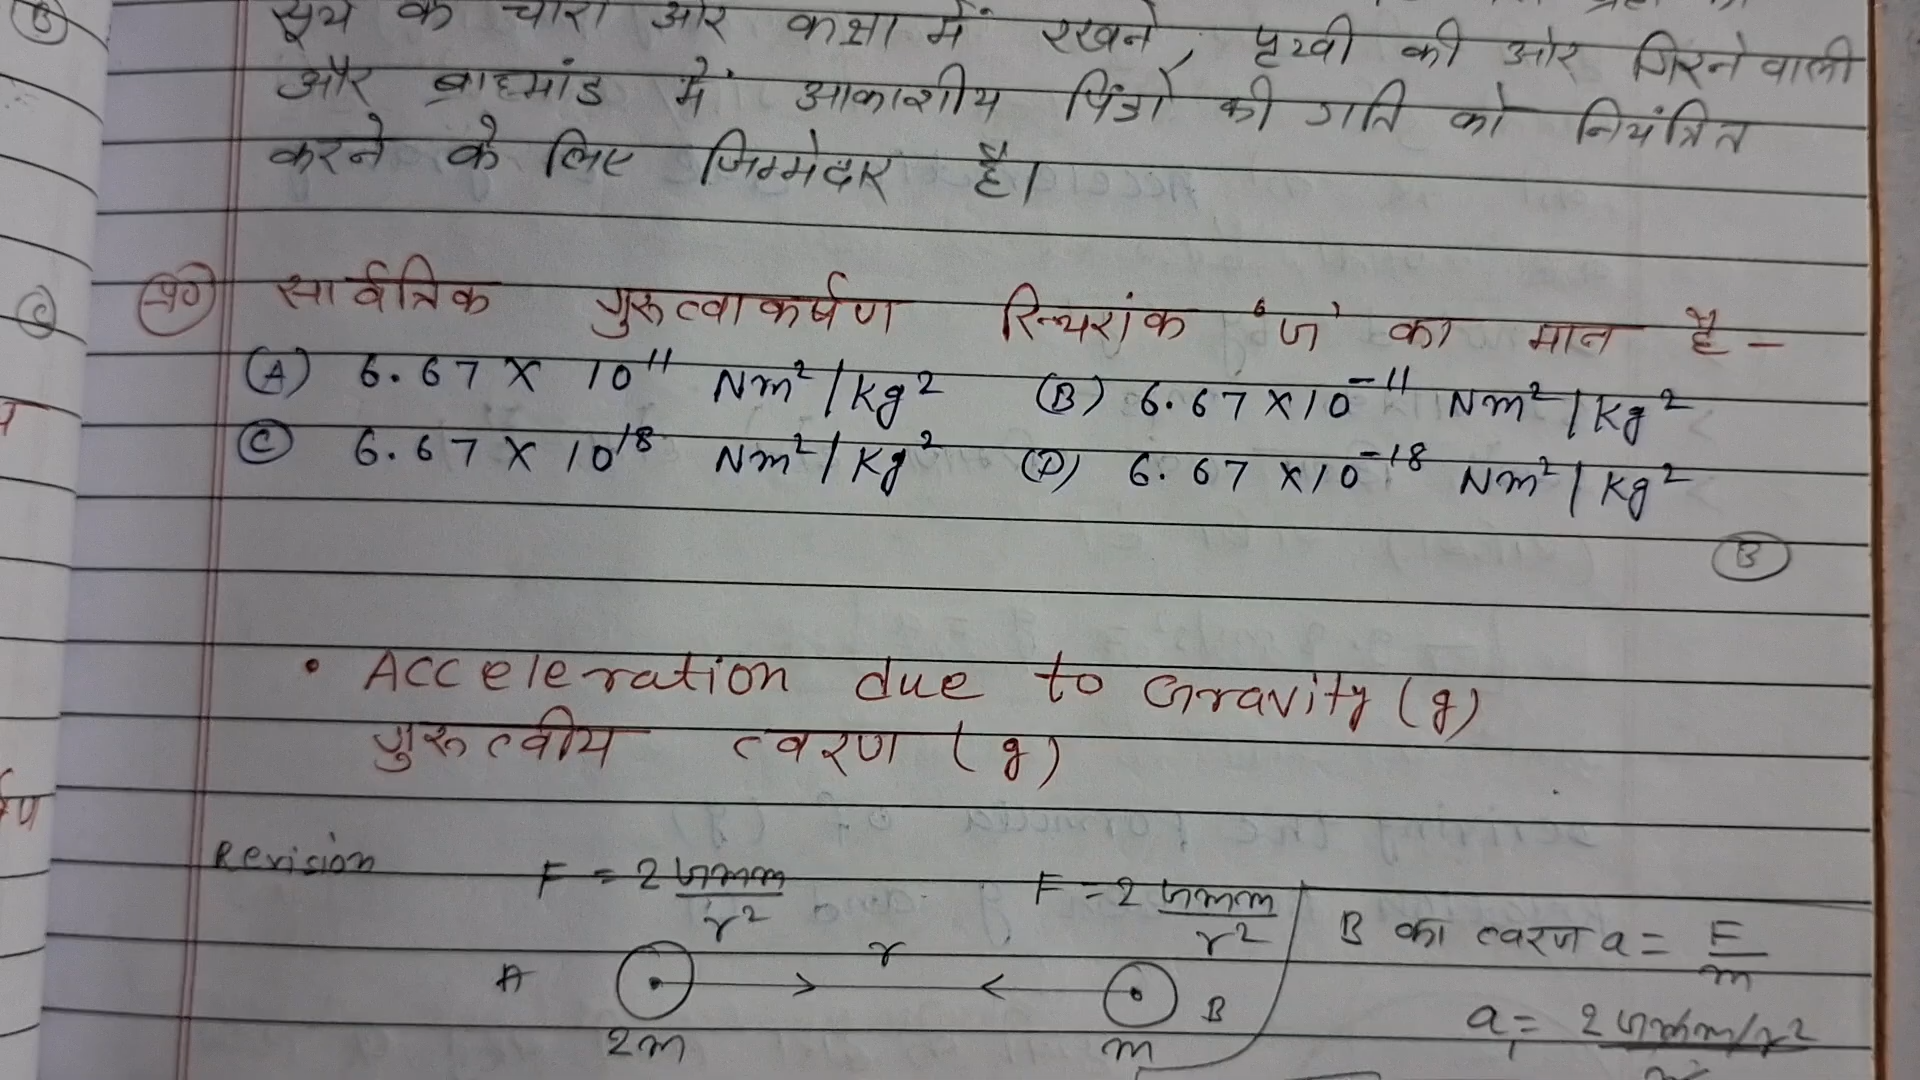 सूर्य के चारों ओर कक्षा में रखने, पृथ्वी की ओर गिरने वाली
और ब्राह्मांड में आकाशीय पिंडो की गति को नियंत्रित
करने के लिए जिम्मेदार है।
सार्वत्रिक गुरुत्वाकर्षण स्थिरांक 'G' का मान है -
(A) 6.67 × 10¹¹ Nm²/kg² (B) 6.67 × 10⁻¹¹ Nm²/kg²
(C) 6.67 × 10¹⁸ Nm²/kg² (D) 6.67 × 10⁻¹⁸ Nm²/kg²
(B)
• Acceleration due to Gravity (g)
गुरुत्वीय त्वरण (g)
Revision F = 2Gmm/r² F = 2Gmm/r² B का त्वरण a = F/m
A r B
2m m a = 2Gmm/r²